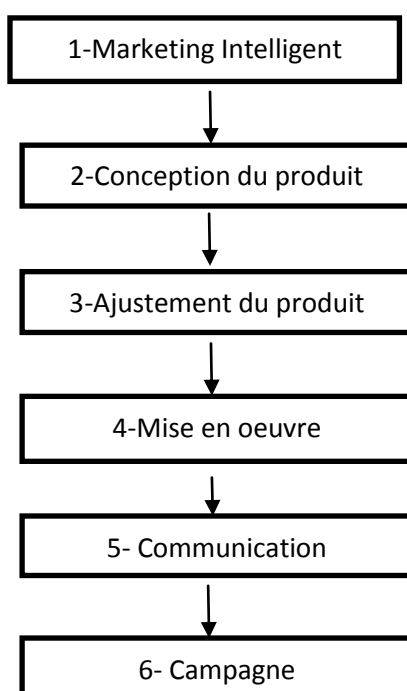 1-Marketing Intelligent
2-Conception du produit
3-Ajustement du produit
4-Mise en oeuvre
5- Communication
6- Campagne